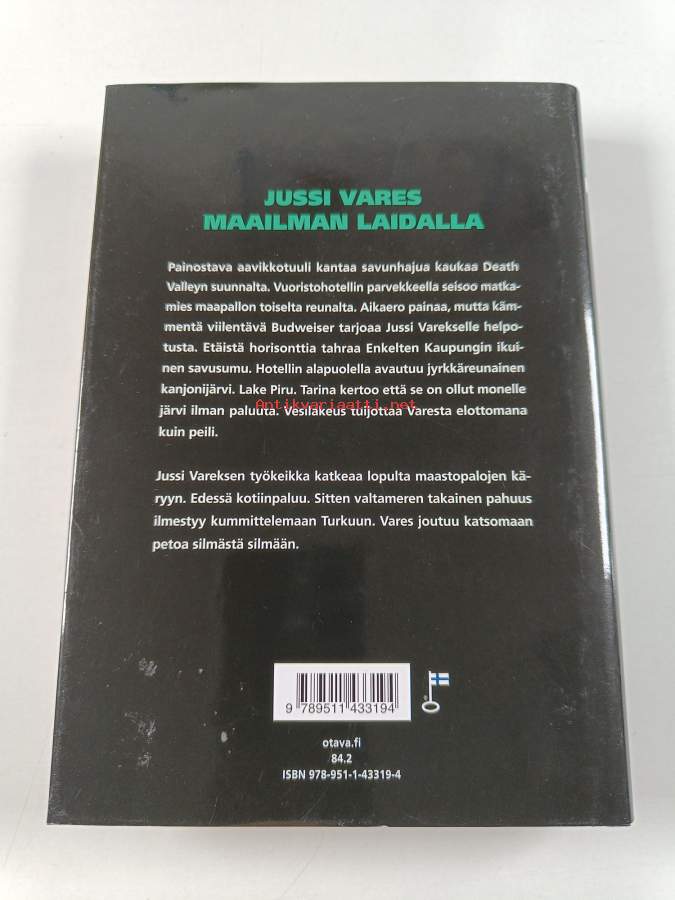 JUSSI VARES
MAAILMAN LAIDALLA
Painostava aavikkotuuli kantaa savunhajua kaukaa Death
Valleyn suunnalta. Vuoristohotellin parvekkeella seisoo matka-
mies maapallon toiselta reunalta. Aikaero painaa, mutta käm-
mentä viilentävä Budweiser tarjoaa Jussi Varekselle helpo-
tusta. Etäistä horisonttia tahraa Enkelten Kaupungin ikui-
nen savusumu. Hotellin alapuolella avautuu jyrkkäreunainen
kanjonijärvi. Lake Piru. Tarina kertoo että se on ollut monelle
järvi ilman paluuta. Vesilakeus tuijottaa Varesta elottomana
Antikvariaatti.net
kuin peili.
Jussi Vareksen työkeikka katkeaa lopulta maastopalojen kä-
ryyn. Edessä kotiinpaluu. Sitten valtameren takainen pahuus
ilmestyy kummittelemaan Turkuun. Vares joutuu katsomaan
petoa silmästä silmään.
9 789511 433194
otava.fi
84.2
ISBN 978-951-1-43319-4